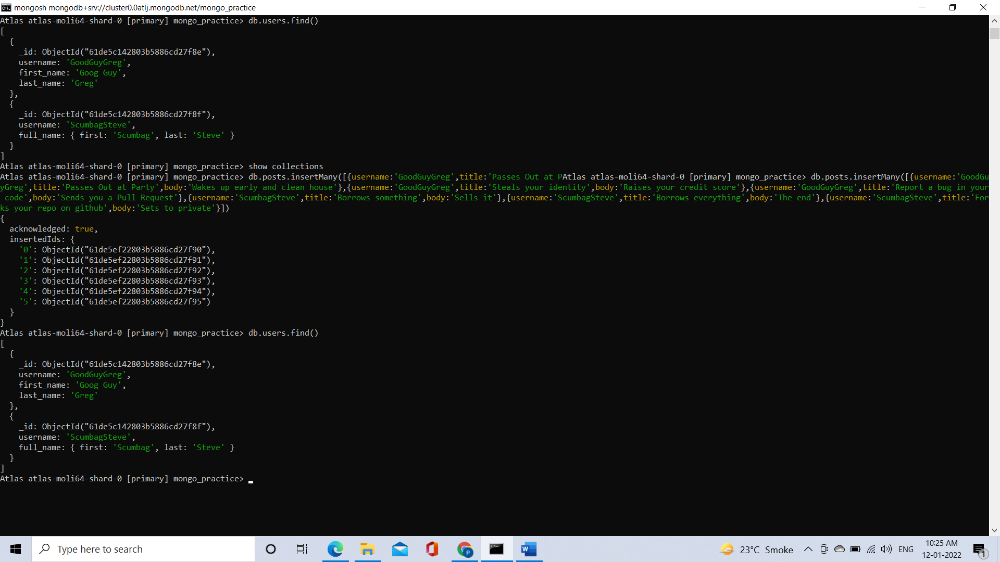 mongosh mongodb+srv://cluster0.0atlj.mongodb.net/mongo_practice
Atlas atlas-moli64-shard-0 [primary] mongo_practice> db.users.find()
[
  {
    _id: ObjectId("61de5c142803b5886cd27f8e"),
    username: 'GoodGuyGreg',
    first_name: 'Goog Guy',
    last_name: 'Greg'
  },
  {
    _id: ObjectId("61de5c142803b5886cd27f8f"),
    username: 'ScumbagSteve',
    full_name: { first: 'Scumbag', last: 'Steve' }
  }
]
Atlas atlas-moli64-shard-0 [primary] mongo_practice> show collections
Atlas atlas-moli64-shard-0 [primary] mongo_practice> db.posts.insertMany([{username:'GoodGuyGreg',title:'Passes Out at PAtlas atlas-moli64-shard-0 [primary] mongo_practice> db.posts.insertMany([{username:'GoodGu
yGreg',title:'Passes Out at Party',body:'Wakes up early and clean house'},{username:'GoodGuyGreg',title:'Steals your identity',body:'Raises your credit score'},{username:'GoodGuyGreg',title:'Report a bug in your
 code',body:'Sends you a Pull Request'},{username:'ScumbagSteve',title:'Borrows something',body:'Sells it'},{username:'ScumbagSteve',title:'Borrows everything',body:'The end'},{username:'ScumbagSteve',title:'For
ks your repo on github',body:'Sets to private'}])
{
  acknowledged: true,
  insertedIds: {
    '0': ObjectId("61de5ef22803b5886cd27f90"),
    '1': ObjectId("61de5ef22803b5886cd27f91"),
    '2': ObjectId("61de5ef22803b5886cd27f92"),
    '3': ObjectId("61de5ef22803b5886cd27f93"),
    '4': ObjectId("61de5ef22803b5886cd27f94"),
    '5': ObjectId("61de5ef22803b5886cd27f95")
  }
}
Atlas atlas-moli64-shard-0 [primary] mongo_practice> db.users.find()
[
  {
    _id: ObjectId("61de5c142803b5886cd27f8e"),
    username: 'GoodGuyGreg',
    first_name: 'Goog Guy',
    last_name: 'Greg'
  },
  {
    _id: ObjectId("61de5c142803b5886cd27f8f"),
    username: 'ScumbagSteve',
    full_name: { first: 'Scumbag', last: 'Steve' }
  }
]
Atlas atlas-moli64-shard-0 [primary] mongo_practice>
Type here to search
23°C Smoke
ENG
10:25 AM
12-01-2022
1